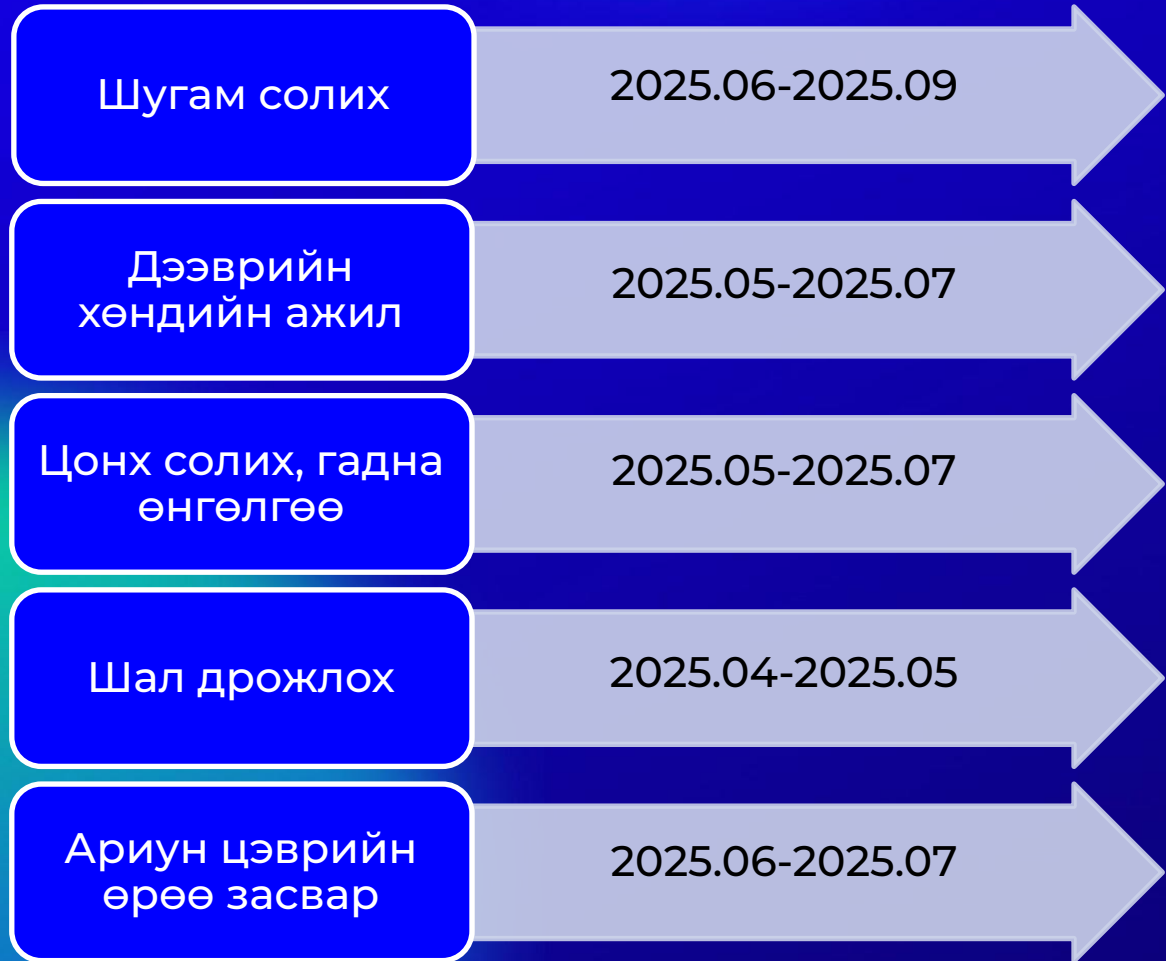 Шугам солих
2025.06-2025.09
Дээврийн
хөндийн ажил
2025.05-2025.07
Цонх солих, гадна
өнгөлгөө
2025.05-2025.07
Шал дрожлох
2025.04-2025.05
Ариун цэврийн
өрөө засвар
2025.06-2025.07